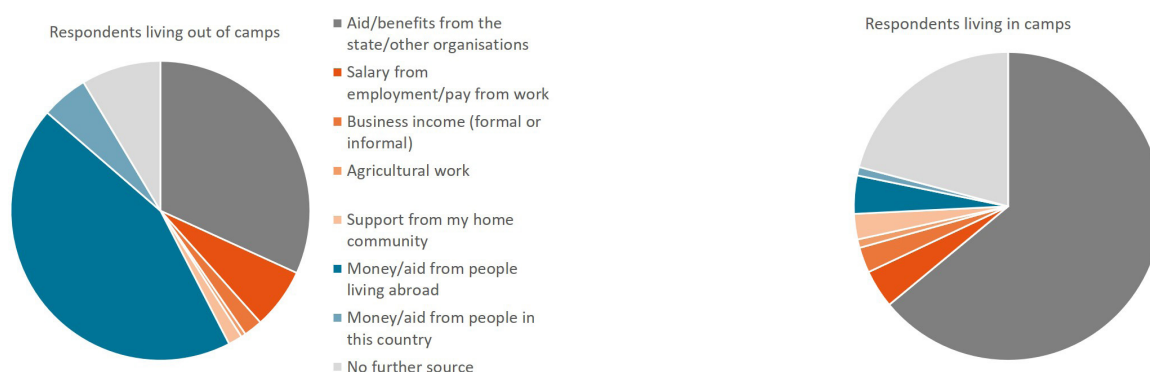 Respondents living out of camps
Aid/benefits from the
state/other organisations
Salary from
employment/pay from work
Business income (formal or
informal)
Agricultural work
Support from my home
community
Money/aid from people
living abroad
Money/aid from people in
this country
No further source
Respondents living in camps